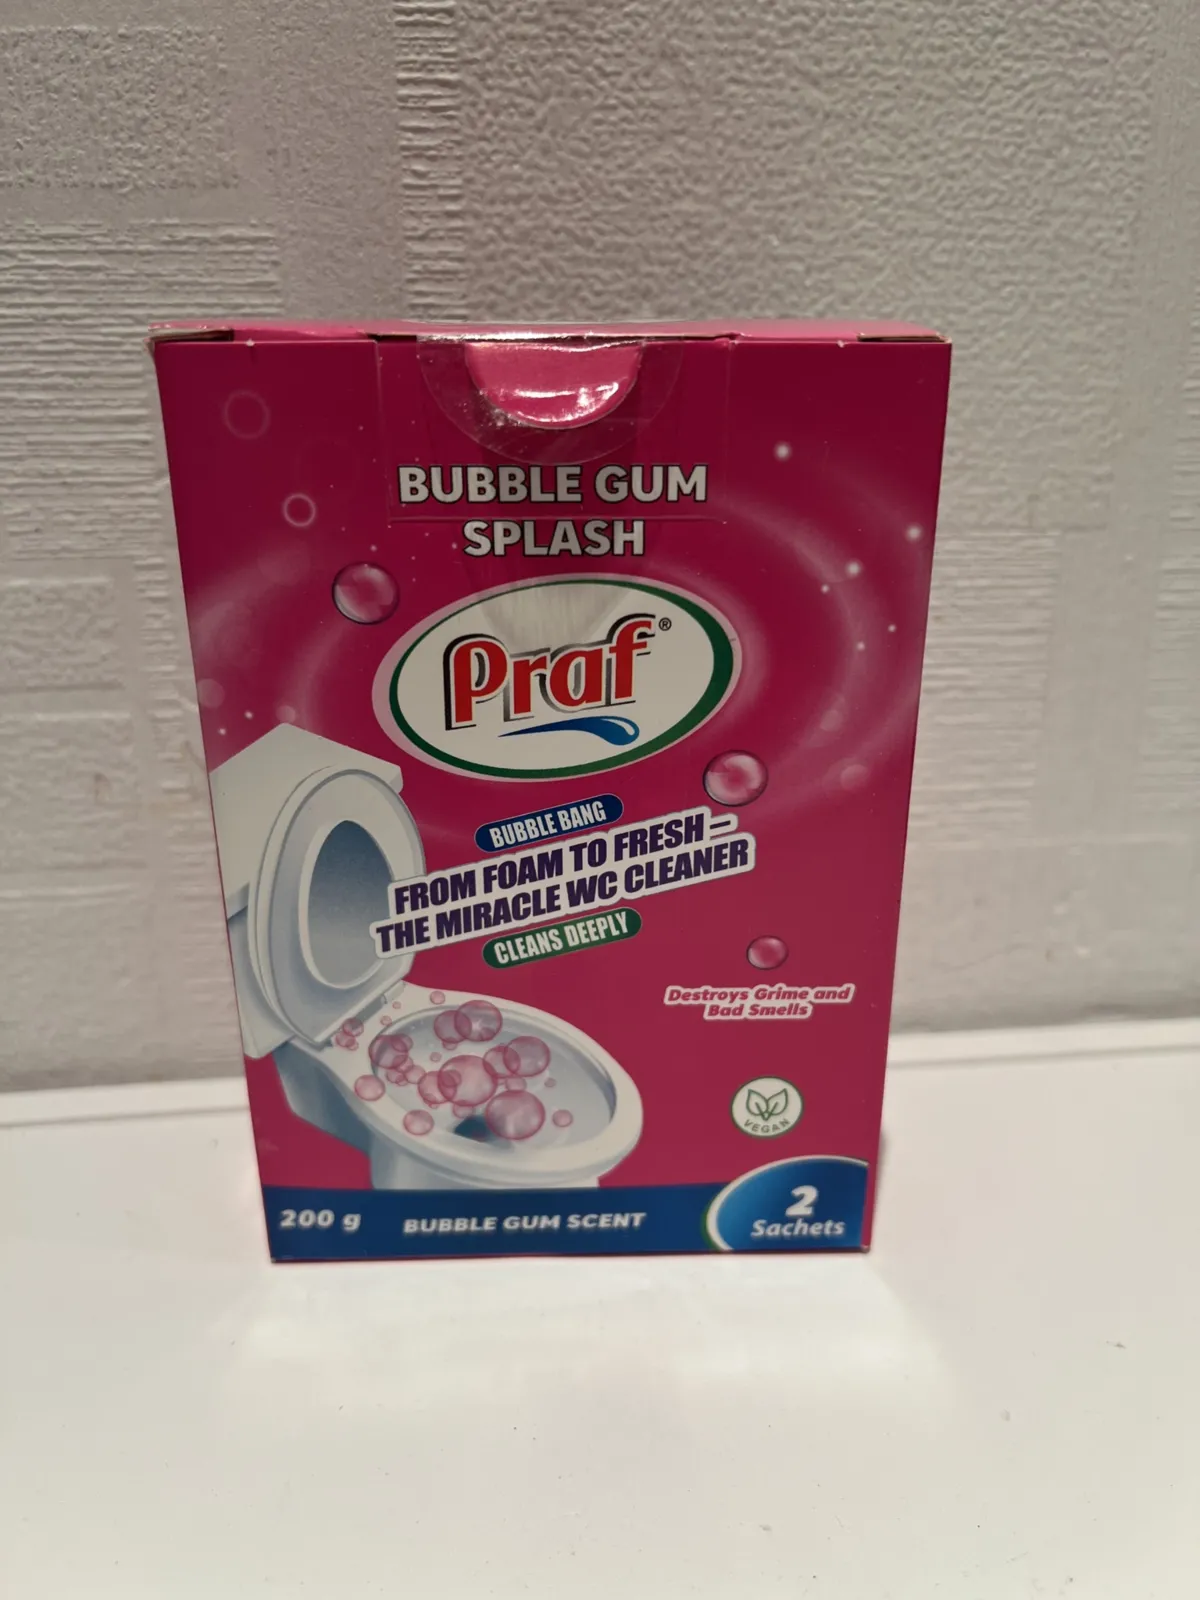 BUBBLE GUM
SPLASH
Praf®
BUBBLE BANG
FROM FOAM TO FRESH –
THE MIRACLE WC CLEANER
CLEANS DEEPLY
Destroys Grime and
Bad Smells
VEGAN
200 g
BUBBLE GUM SCENT
2
Sachets